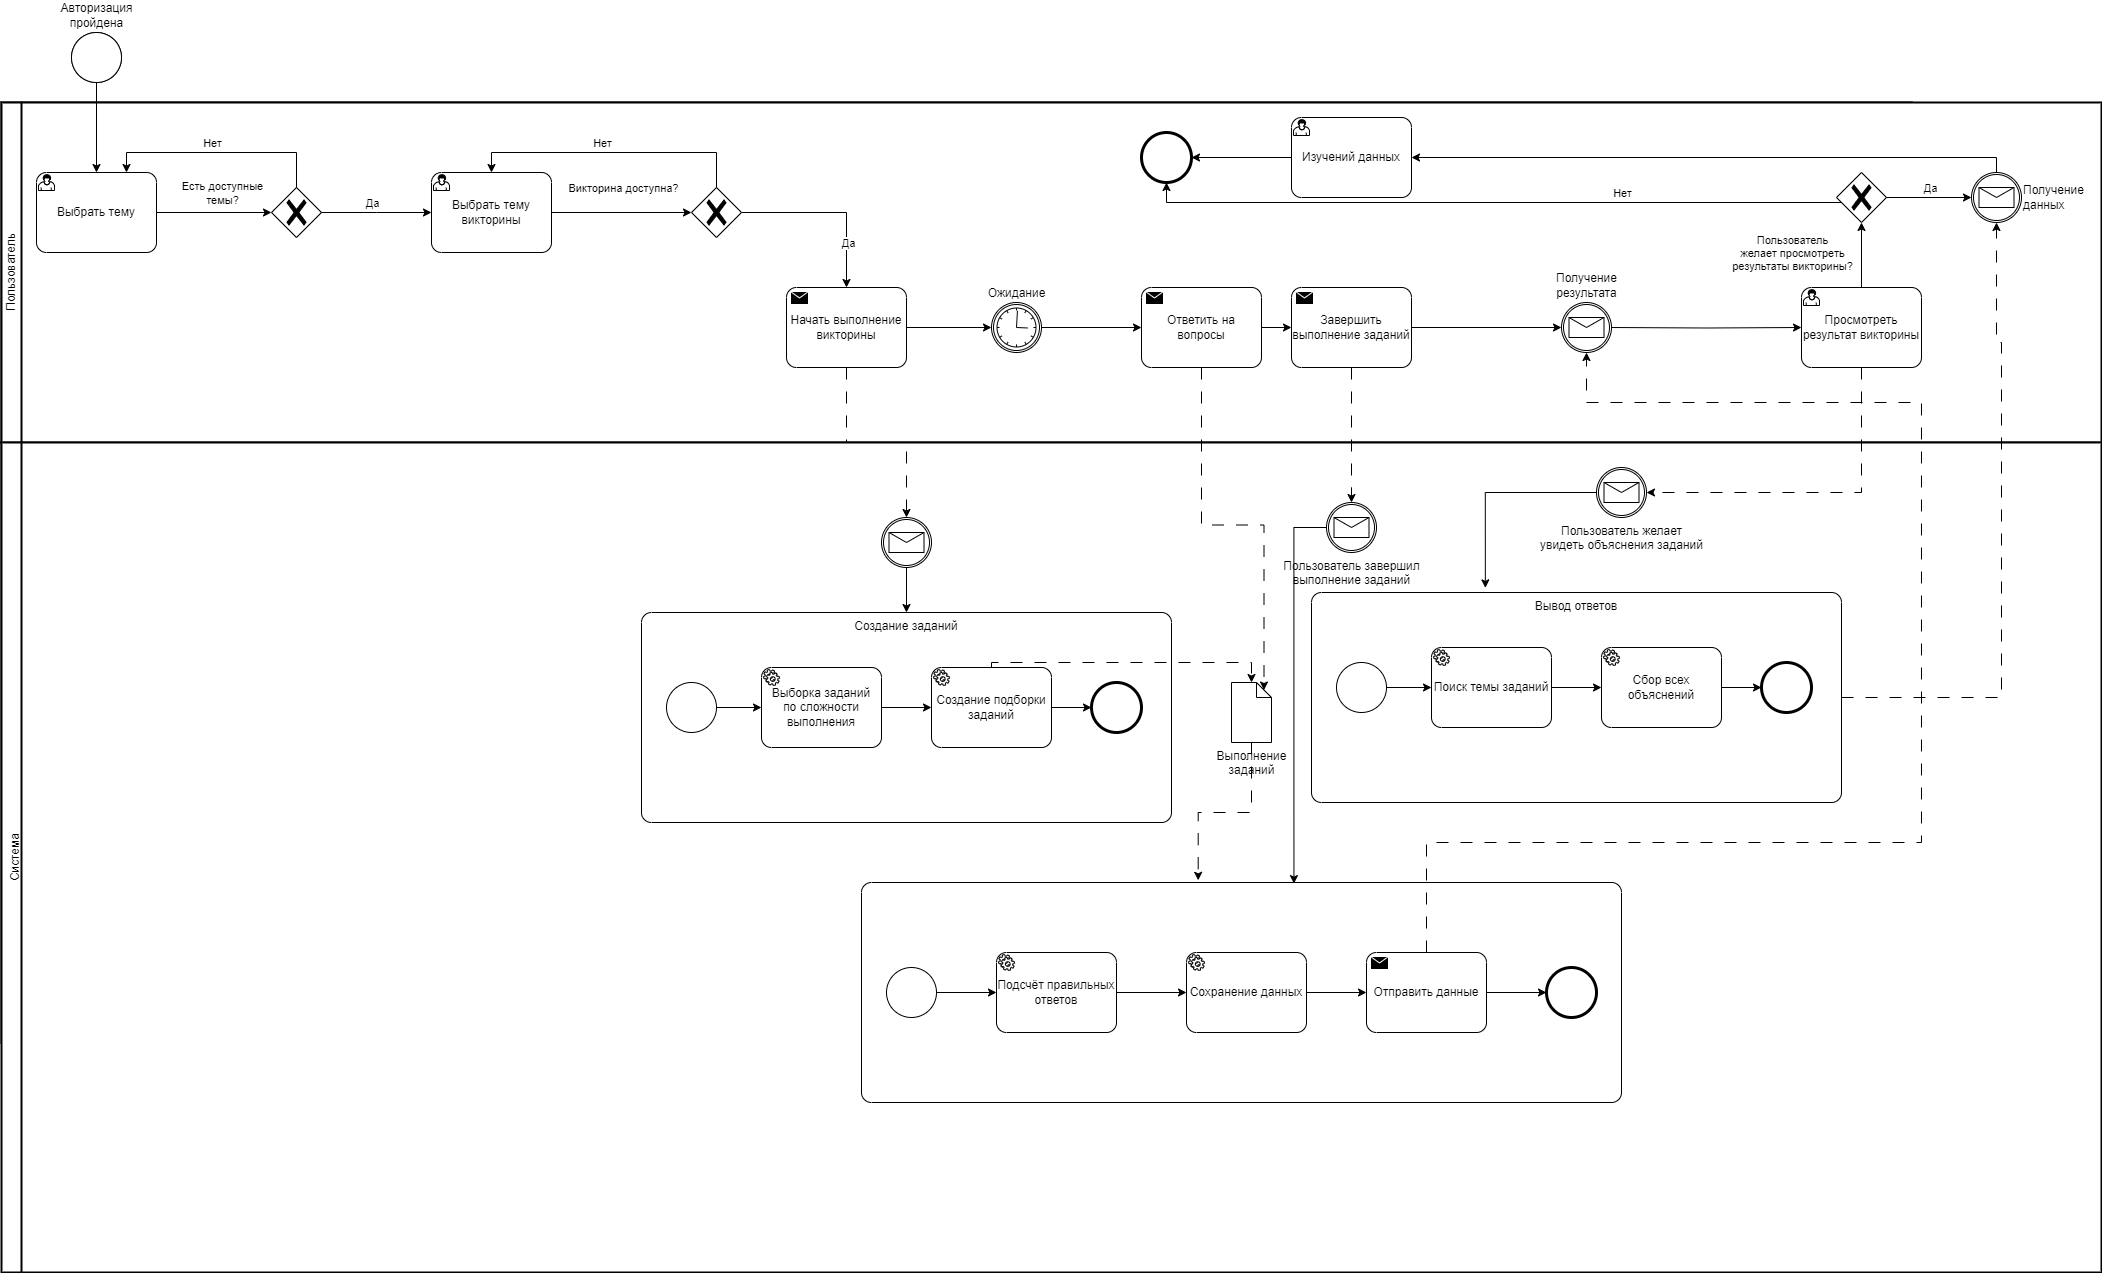 Авторизация
пройдена
Пользователь
Нет
Выбрать тему
Есть доступные
темы?
Да
Нет
Выбрать тему
викторины
Викторина доступна?
Да
Начать выполнение
викторины
Ожидание
Ответить на
вопросы
Завершить
выполнение заданий
Получение
результата
Просмотреть
результат викторины
Пользователь
желает просмотреть
результаты викторины?
Да
Получение
данных
Нет
Изучений данных
Система
Пользователь завершил
выполнение заданий
Пользователь желает
увидеть объяснения заданий
Создание заданий
Выборка заданий
по сложности
выполнения
Создание подборки
заданий
Выполнение
заданий
Вывод ответов
Поиск темы заданий
Сбор всех
объяснений
Подсчёт правильных
ответов
Сохранение данных
Отправить данные